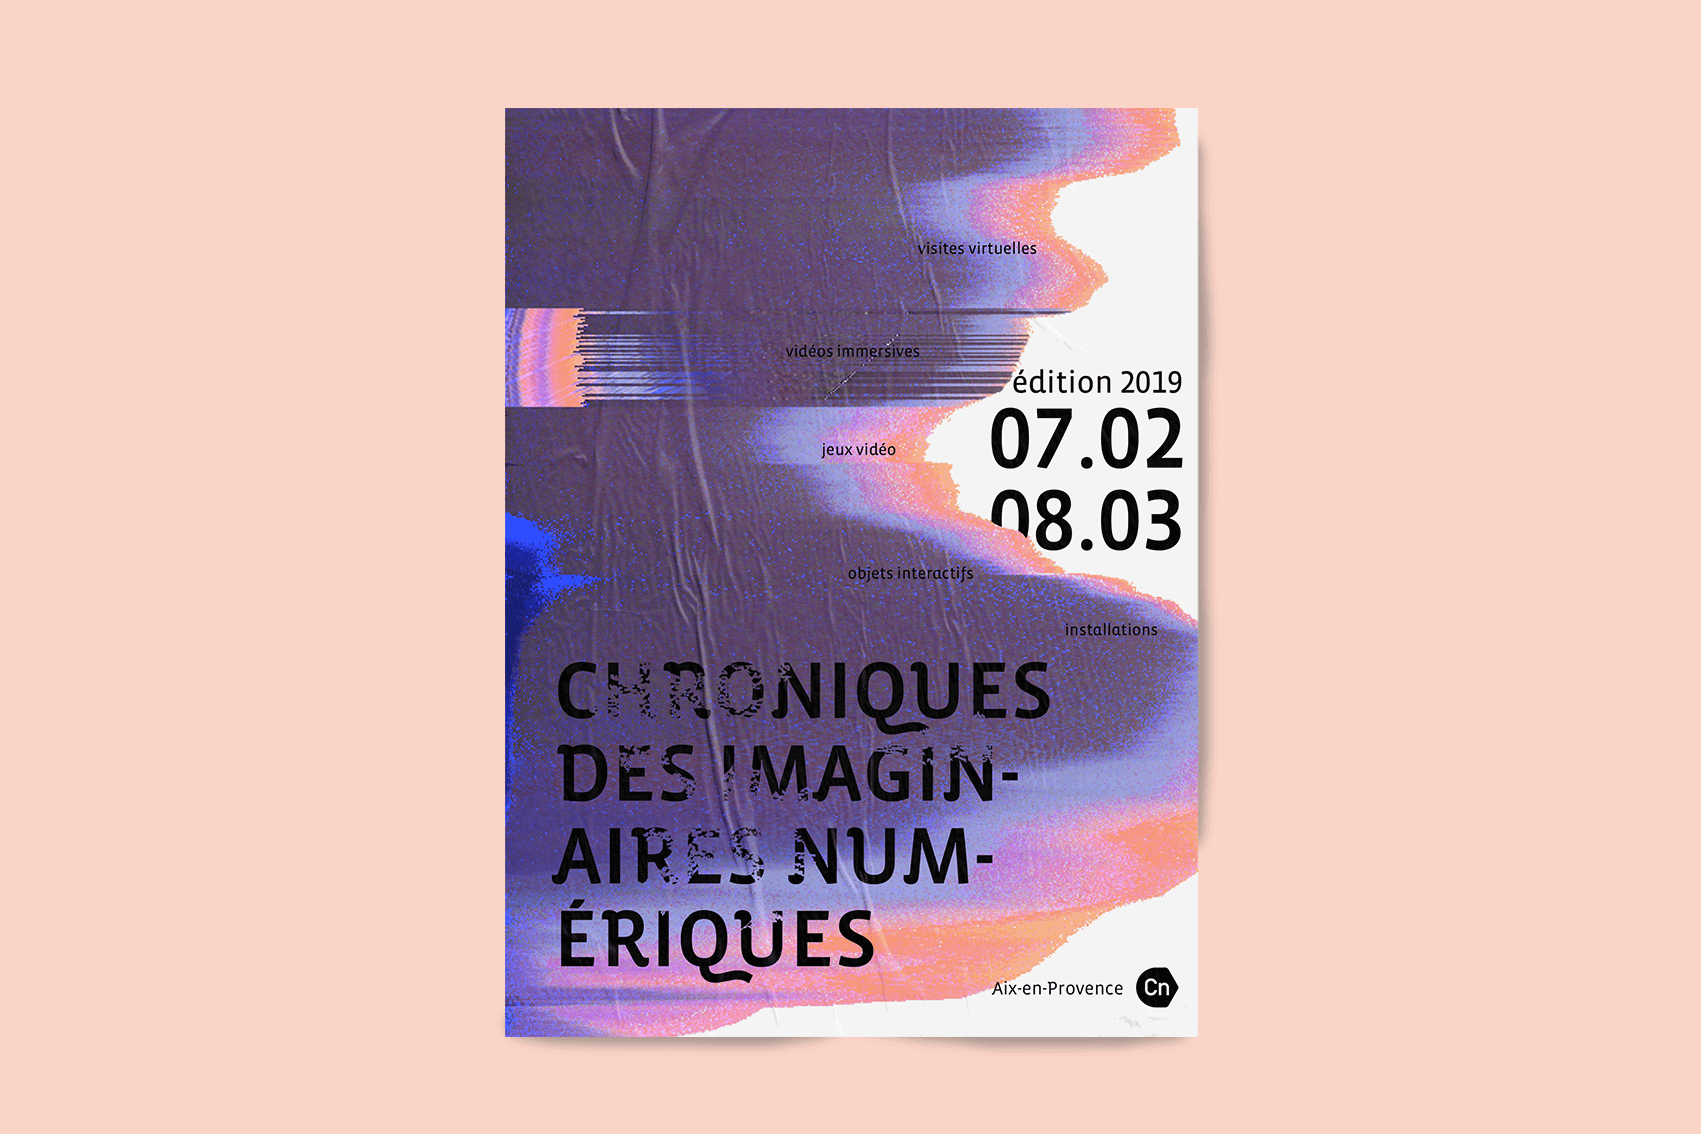 visites virtuelles
vidéos immersives
édition 2019
07.02
08.03
jeux vidéo
objets interactifs
installations
CHRONIQUES
DES IMAGIN-
AIRES NUM-
ÉRIQUES
Aix-en-Provence
Cn